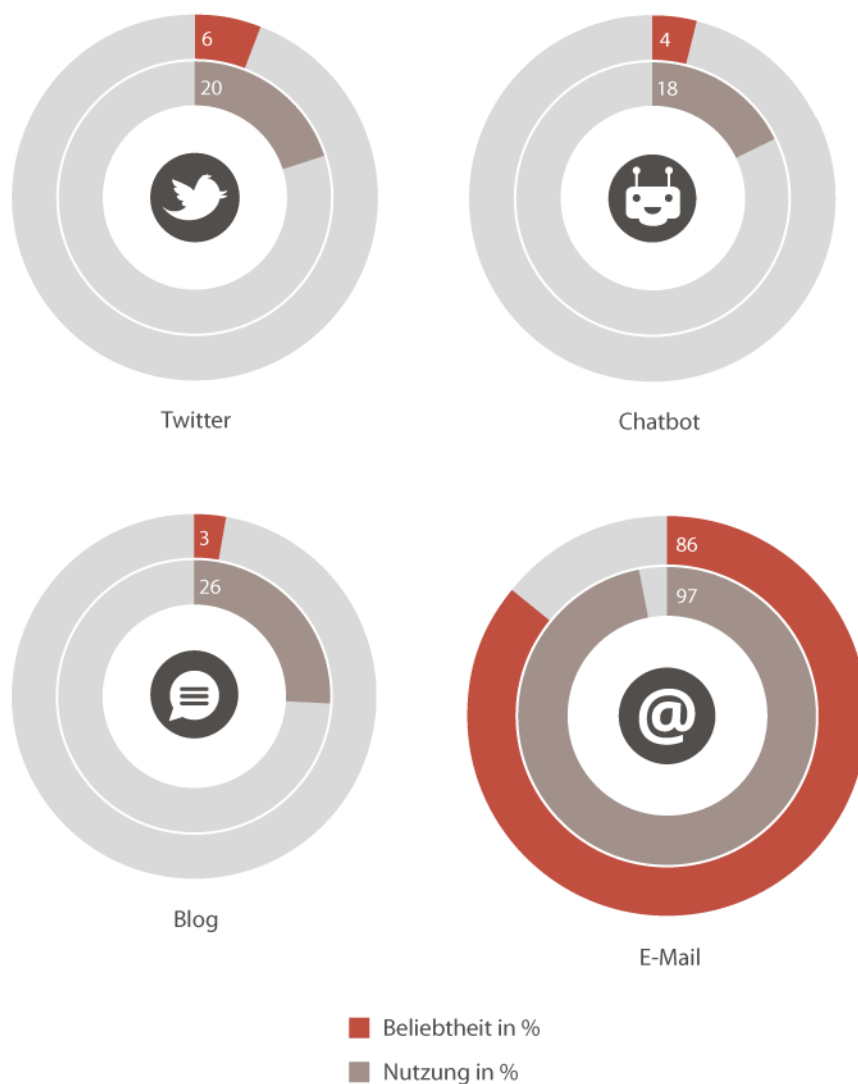 6
20
Twitter
4
18
Chatbot
3
26
Blog
86
97
@
E-Mail
Beliebtheit in %
Nutzung in %